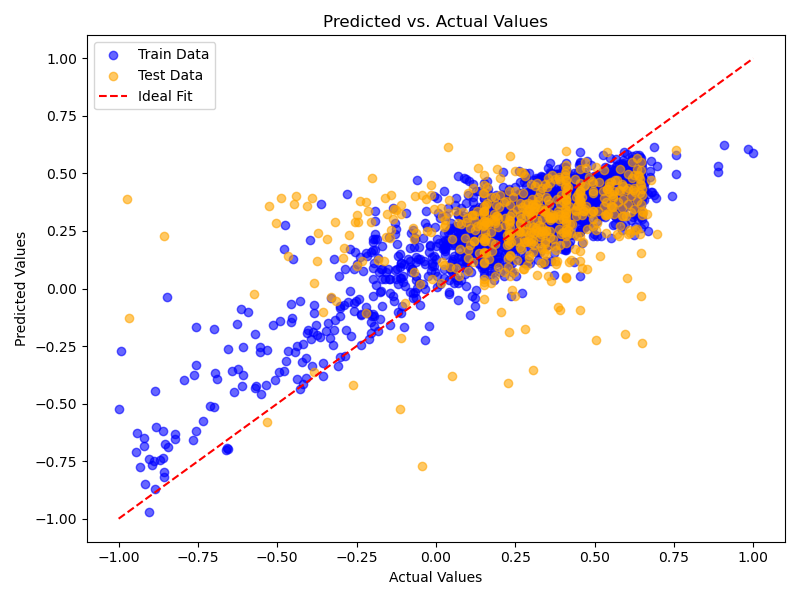 Predicted vs. Actual Values
Train Data
Test Data
Ideal Fit
1.00
0.75
0.50
0.25
0.00
−0.25
−0.50
−0.75
−1.00
Predicted Values
−1.00 −0.75 −0.50 −0.25 0.00 0.25 0.50 0.75 1.00
Actual Values